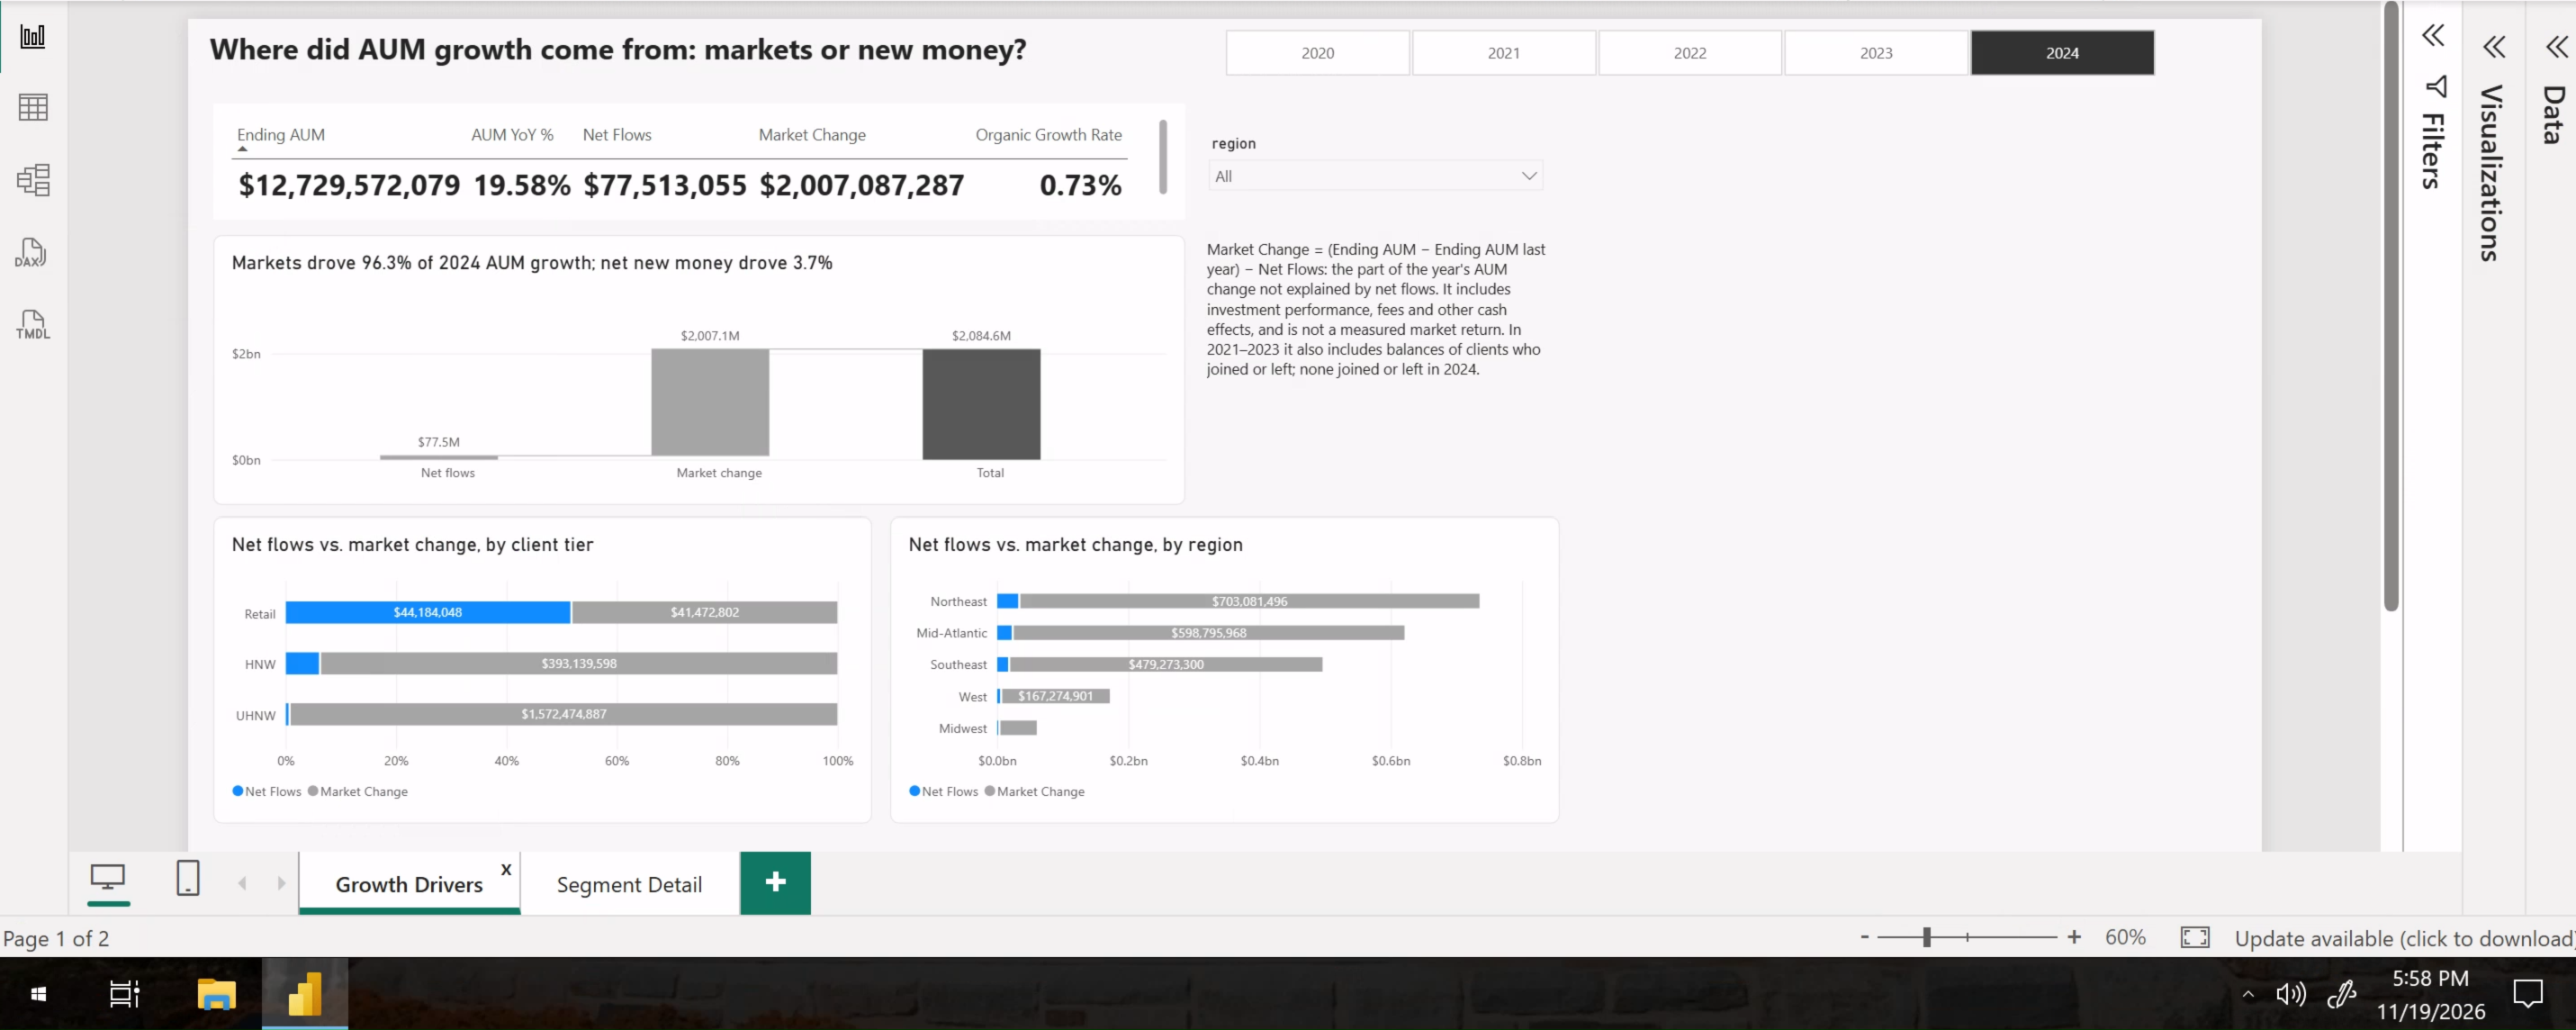 Where did AUM growth come from: markets or new money?
2020
2021
2022
2023
2024
Ending AUM
AUM YoY %
Net Flows
Market Change
Organic Growth Rate
$12,729,572,079
19.58%
$77,513,055
$2,007,087,287
0.73%
region
All
Market Change = (Ending AUM − Ending AUM last
year) − Net Flows: the part of the year's AUM
change not explained by net flows. It includes
investment performance, fees and other cash
effects, and is not a measured market return. In
2021–2023 it also includes balances of clients who
joined or left; none joined or left in 2024.
Markets drove 96.3% of 2024 AUM growth; net new money drove 3.7%
$2bn
$0bn
$77.5M
$2,007.1M
$2,084.6M
Net flows
Market change
Total
Net flows vs. market change, by client tier
Retail
$44,184,048
$41,472,802
HNW
$393,139,598
UHNW
$1,572,474,887
0%
20%
40%
60%
80%
100%
Net Flows
Market Change
Net flows vs. market change, by region
Northeast
$703,081,496
Mid-Atlantic
$598,795,968
Southeast
$479,273,300
West
$167,274,901
Midwest
$0.0bn
$0.2bn
$0.4bn
$0.6bn
$0.8bn
Net Flows
Market Change
Filters
Visualizations
Data
DAX
TMDL
Growth Drivers
x
Segment Detail
+
Page 1 of 2
-
+
60%
Update available (click to download)
5:58 PM
11/19/2026